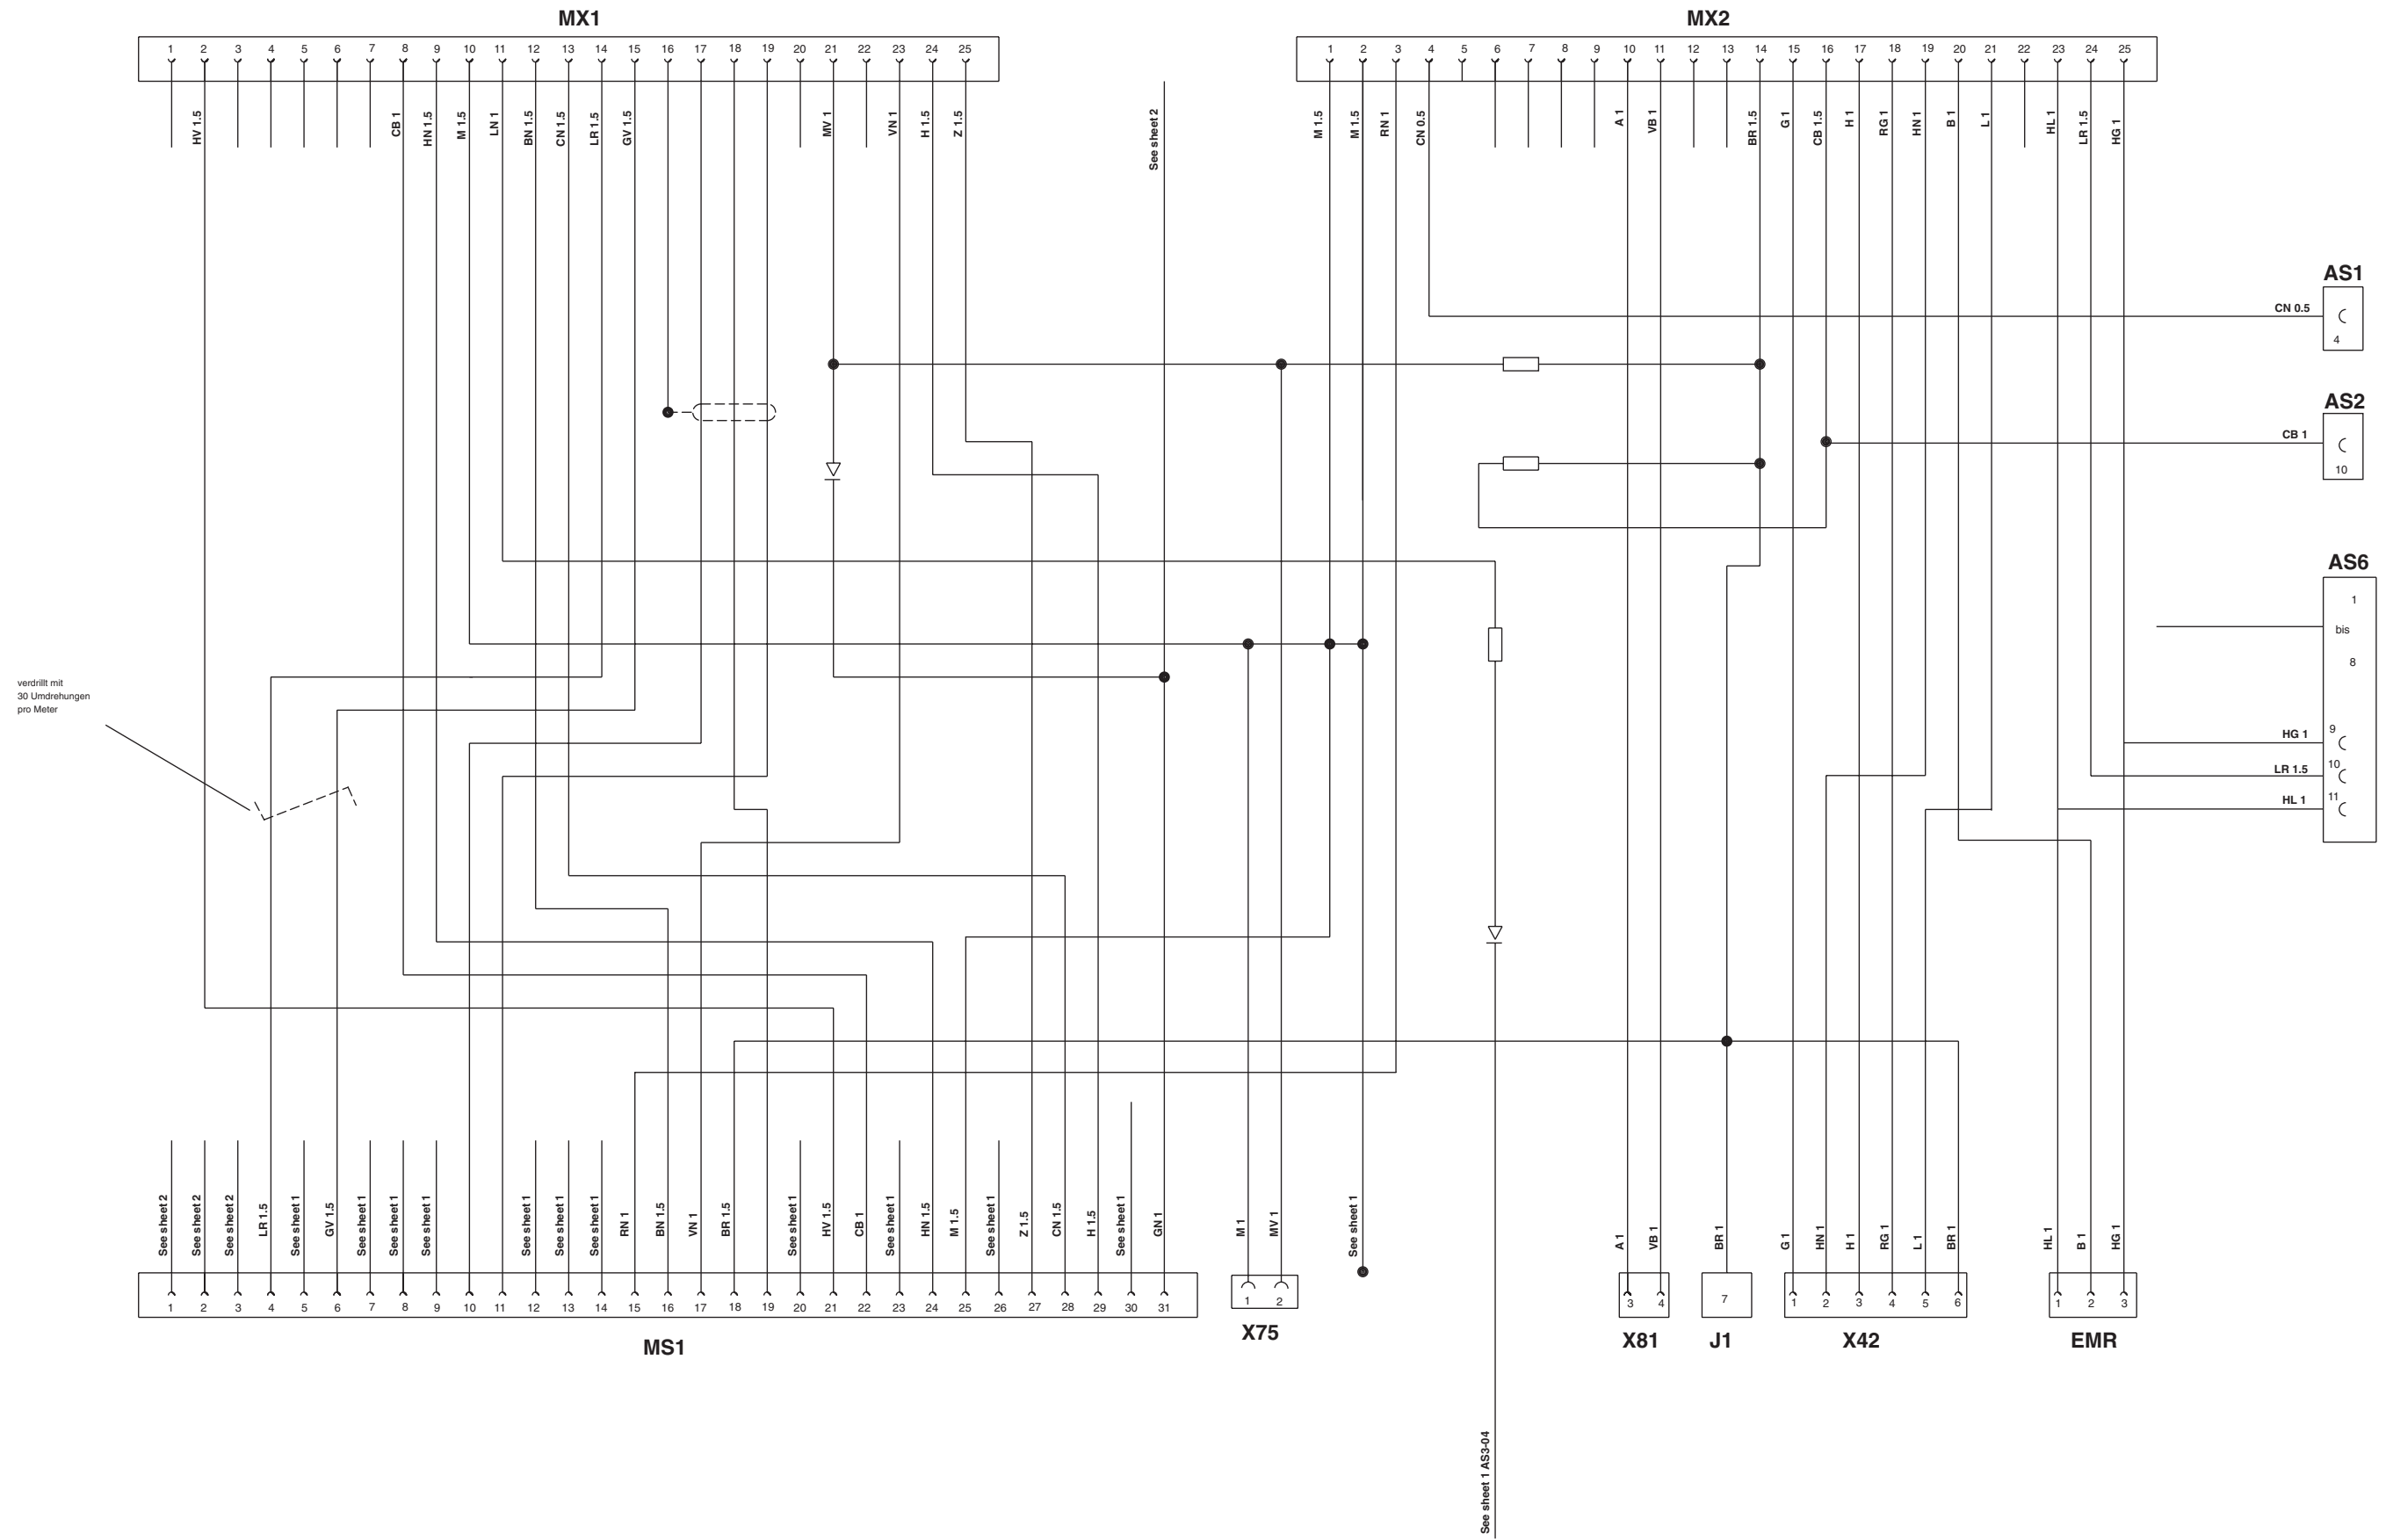 MX1
MX2
1 2 3 4 5 6 7 8 9 10 11 12 13 14 15 16 17 18 19 20 21 22 23 24 25
1 2 3 4 5 6 7 8 9 10 11 12 13 14 15 16 17 18 19 20 21 22 23 24 25
HV 1.5
CB 1
HN 1.5
M 1.5
LN 1
BN 1.5
CN 1.5
LR 1.5
GV 1.5
MV 1
VN 1
H 1.5
Z 1.5
See sheet 2
M 1.5
M 1.5
RN 1
CN 0.5
A 1
VB 1
BR 1.5
G 1
CB 1.5
H 1
RG 1
HN 1
B 1
L 1
HL 1
LR 1.5
HG 1
AS1
CN 0.5
4
AS2
CB 1
10
AS6
1
bis
8
HG 1
9
LR 1.5
10
HL 1
11
verdrillt mit
30 Umdrehungen
pro Meter
See sheet 2
See sheet 2
See sheet 2
LR 1.5
See sheet 1
GV 1.5
See sheet 1
See sheet 1
See sheet 1
See sheet 1
See sheet 1
See sheet 1
RN 1
BN 1.5
VN 1
BR 1.5
See sheet 1
HV 1.5
CB 1
See sheet 1
HN 1.5
M 1.5
See sheet 1
Z 1.5
CN 1.5
H 1.5
See sheet 1
GN 1
M 1
MV 1
See sheet 1
A 1
VB 1
BR 1
G 1
HN 1
H 1
RG 1
L 1
BR 1
HL 1
B 1
HG 1
1 2 3 4 5 6 7 8 9 10 11 12 13 14 15 16 17 18 19 20 21 22 23 24 25 26 27 28 29 30 31
1 2
3 4
7
1 2 3 4 5 6
1 2 3
MS1
X75
X81
J1
X42
EMR
See sheet 1 AS3-04